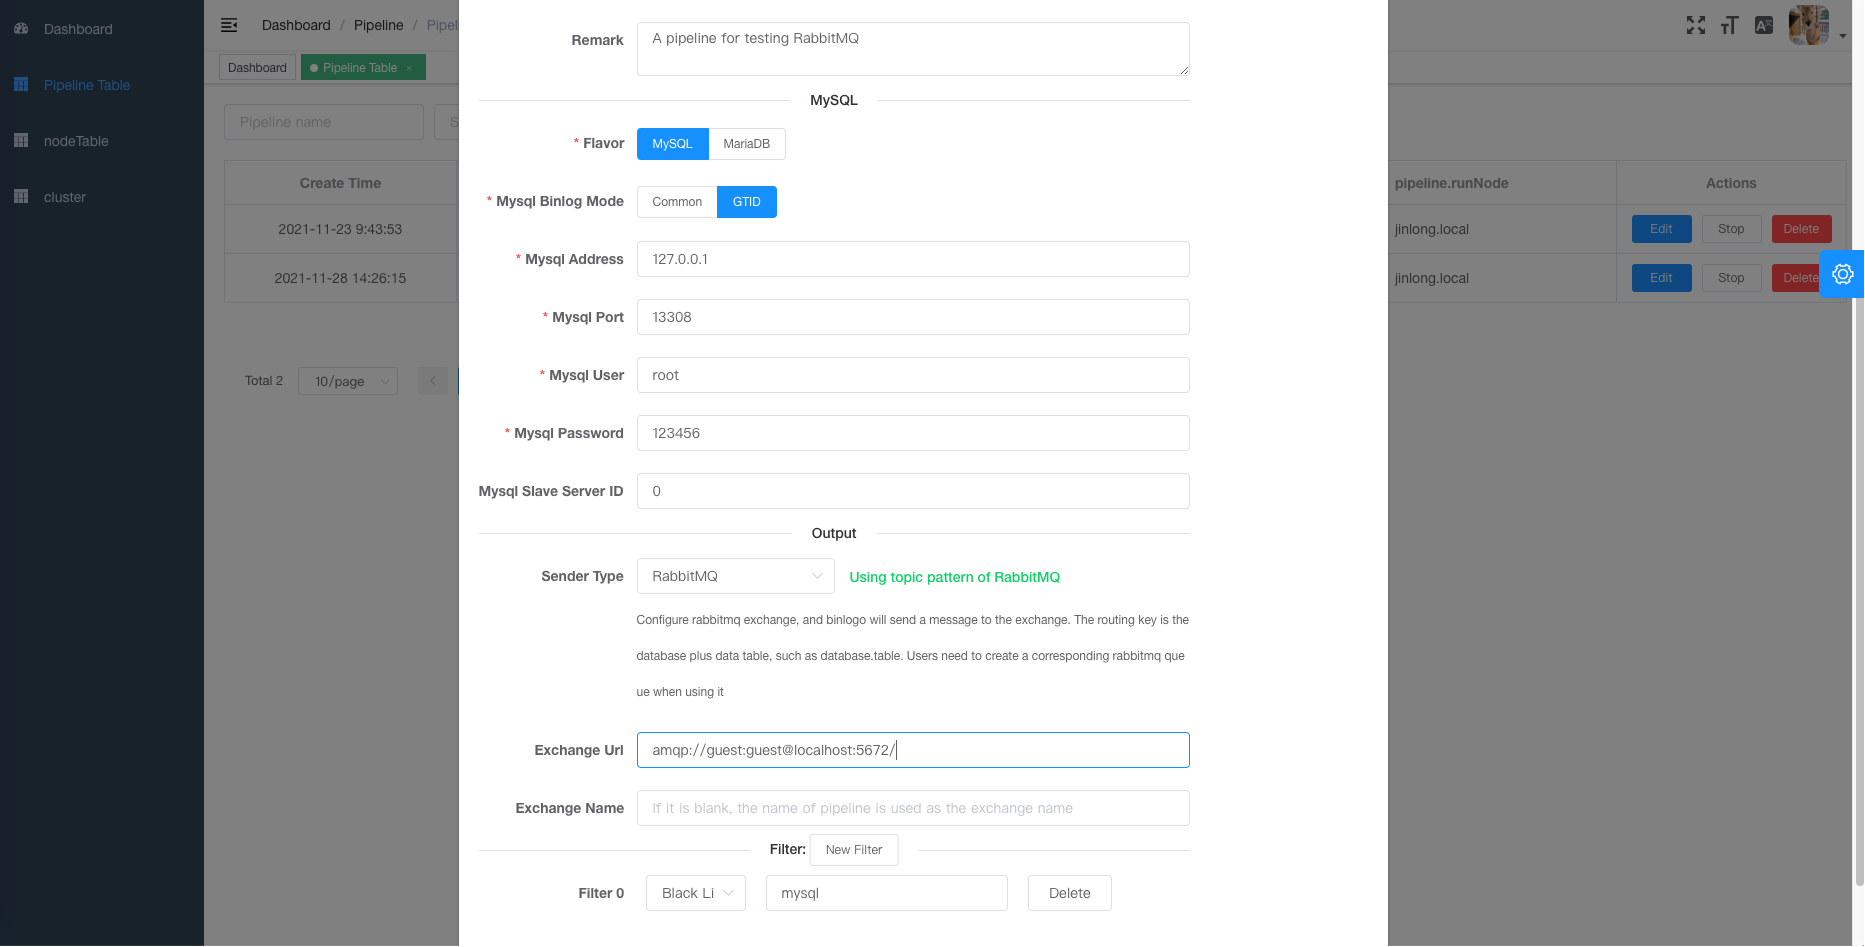 Dashboard
Pipeline Table
nodeTable
cluster
Dashboard / Pipeline /
Dashboard
Pipeline Table ×
Pipeline name
Create Time
pipeline.runNode
Actions
2021-11-23 9:43:53
jinlong.local
Edit
Stop
Delete
2021-11-28 14:26:15
jinlong.local
Edit
Stop
Delete
Total 2
10/page
Remark
A pipeline for testing RabbitMQ
MySQL
* Flavor
MySQL
MariaDB
* Mysql Binlog Mode
Common
GTID
* Mysql Address
127.0.0.1
* Mysql Port
13308
* Mysql User
root
* Mysql Password
123456
Mysql Slave Server ID
0
Output
Sender Type
RabbitMQ
Using topic pattern of RabbitMQ
Configure rabbitmq exchange, and binlogo will send a message to the exchange. The routing key is the
database plus data table, such as database.table. Users need to create a corresponding rabbitmq que
ue when using it
Exchange Url
amqp://guest:guest@localhost:5672/
Exchange Name
If it is blank, the name of pipeline is used as the exchange name
Filter:
New Filter
Filter 0
Black Li
mysql
Delete